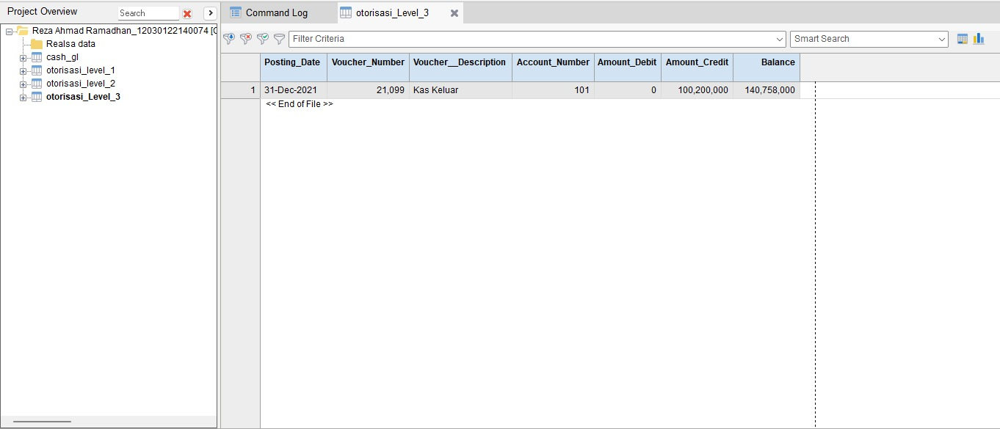 Project Overview
Search
Command Log
otorisasi_Level_3
Reza Ahmad Ramadhan_12030122140074 [C
Realsa data
cash_gl
otorisasi_level_1
otorisasi_level_2
otorisasi_Level_3
Filter Criteria
Smart Search
Posting_Date Voucher_Number Voucher__Description Account_Number Amount_Debit Amount_Credit Balance
1 31-Dec-2021 21,099 Kas Keluar 101 0 100,200,000 140,758,000
<< End of File >>